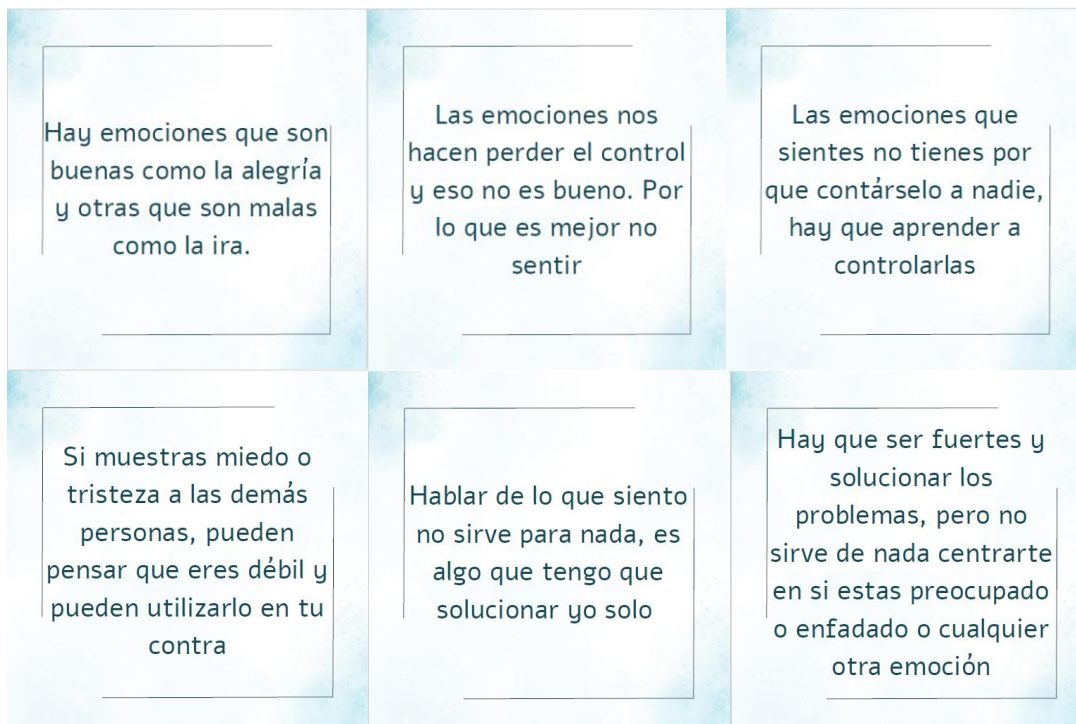 Hay emociones que son
buenas como la alegría
y otras que son malas
como la ira.
Las emociones nos
hacen perder el control
y eso no es bueno. Por
lo que es mejor no
sentir
Las emociones que
sientes no tienes por
que contárselo a nadie,
hay que aprender a
controlarlas
Si muestras miedo o
tristeza a las demás
personas, pueden
pensar que eres débil y
pueden utilizarlo en tu
contra
Hablar de lo que siento
no sirve para nada, es
algo que tengo que
solucionar yo solo
Hay que ser fuertes y
solucionar los
problemas, pero no
sirve de nada centrarte
en si estas preocupado
o enfadado o cualquier
otra emoción